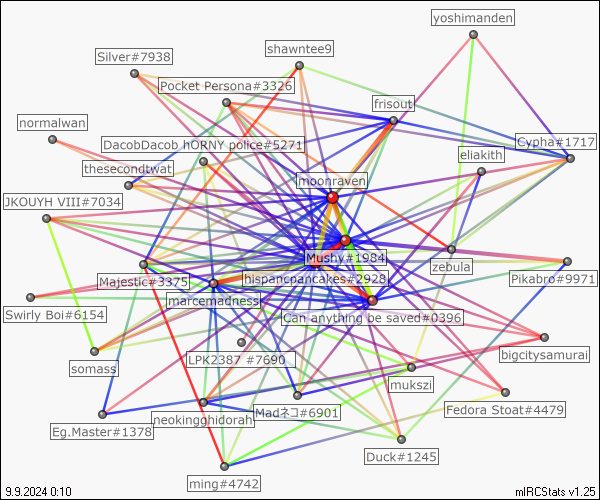 yoshimanden
shawntee9
Silver#7938
Pocket Persona#3326
frisout
normalwan
DacobDacob hORNY police#5271
Cypha#1717
eliakith
thesecondtwat
moonraven
JKOUYH VIII#7034
Mushy#1984
zebula
Majestic#3375
hispancpancakes#2928
Pikabro#9971
marcemadness
Swirly Boi#6154
Can anything be saved#0396
LPK2387 #7690
bigcitysamurai
somass
mukszi
Madネコ#6901
Fedora Stoat#4479
neokingghidorah
Eg.Master#1378
Duck#1245
ming#4742
9.9.2024 0:10
mIRCStats v1.25